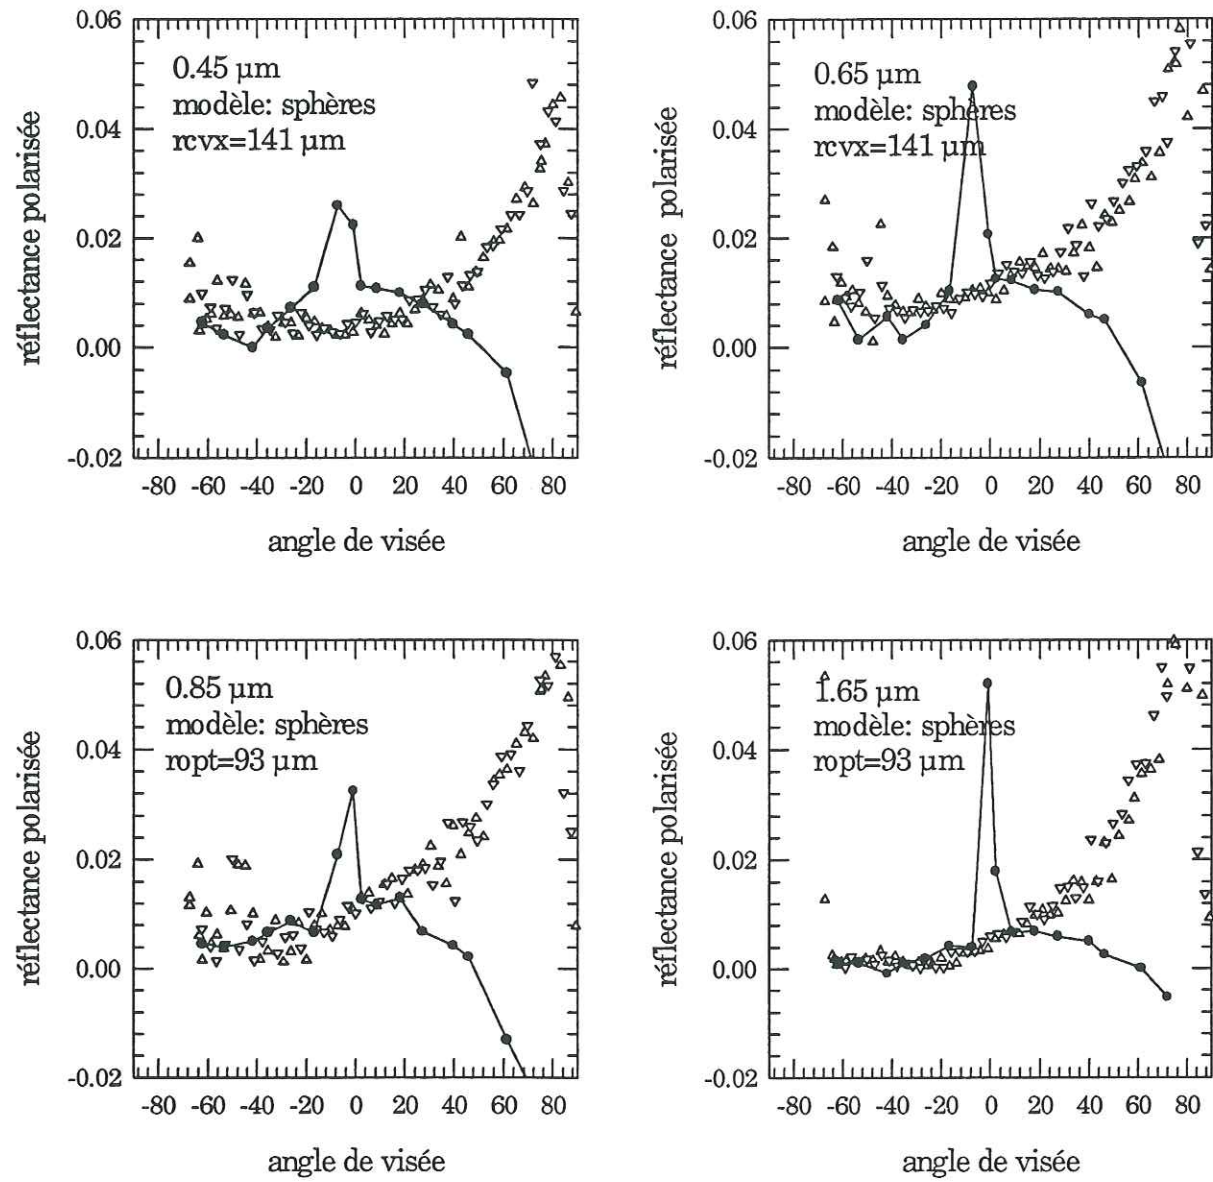 0.06
0.04
0.02
0.00
-0.02
réflectance polarisée
0.45 µm
modèle: sphères
rcvx=141 µm
-80 -60 -40 -20 0 20 40 60 80
angle de visée
0.06
0.04
0.02
0.00
-0.02
réflectance polarisée
0.65 µm
modèle: sphères
rcvx=141 µm
-80 -60 -40 -20 0 20 40 60 80
angle de visée
0.06
0.04
0.02
0.00
-0.02
réflectance polarisée
0.85 µm
modèle: sphères
ropt=93 µm
-80 -60 -40 -20 0 20 40 60 80
angle de visée
0.06
0.04
0.02
0.00
-0.02
réflectance polarisée
1.65 µm
modèle: sphères
ropt=93 µm
-80 -60 -40 -20 0 20 40 60 80
angle de visée